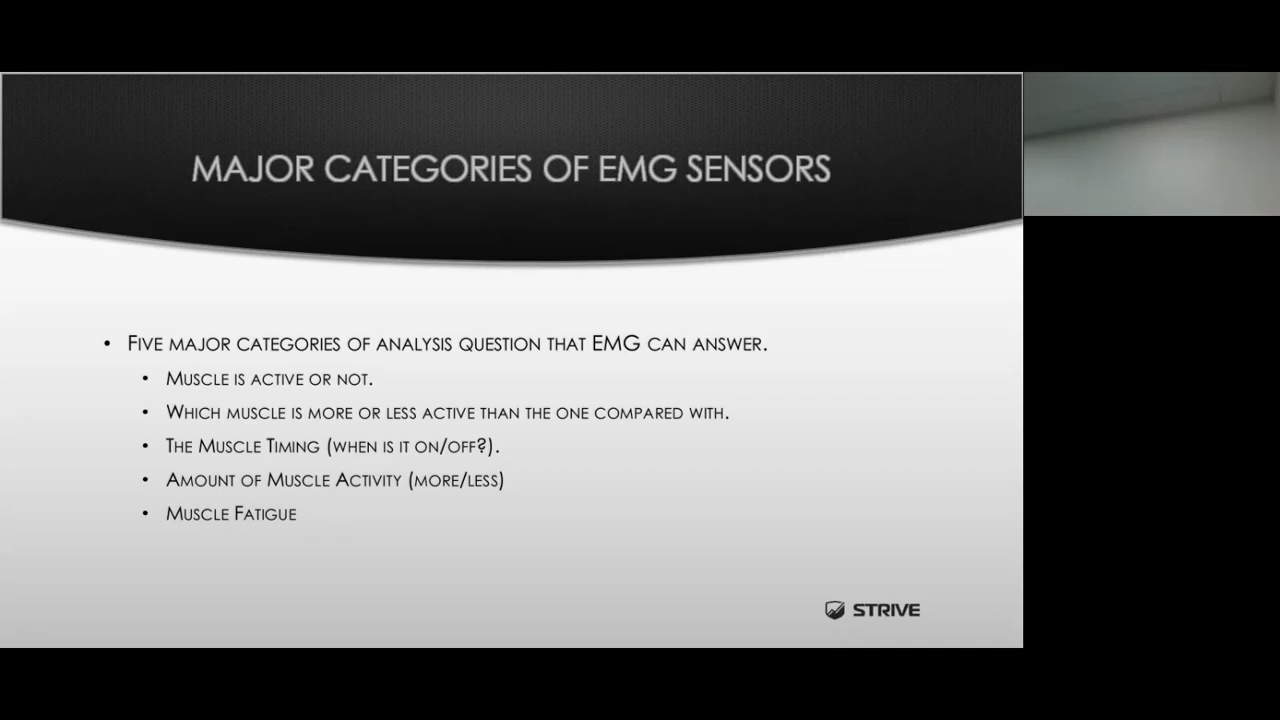 MAJOR CATEGORIES OF EMG SENSORS
• FIVE MAJOR CATEGORIES OF ANALYSIS QUESTION THAT EMG CAN ANSWER.
• MUSCLE IS ACTIVE OR NOT.
• WHICH MUSCLE IS MORE OR LESS ACTIVE THAN THE ONE COMPARED WITH.
• THE MUSCLE TIMING (WHEN IS IT ON/OFF?).
• AMOUNT OF MUSCLE ACTIVITY (MORE/LESS)
• MUSCLE FATIGUE
STRIVE